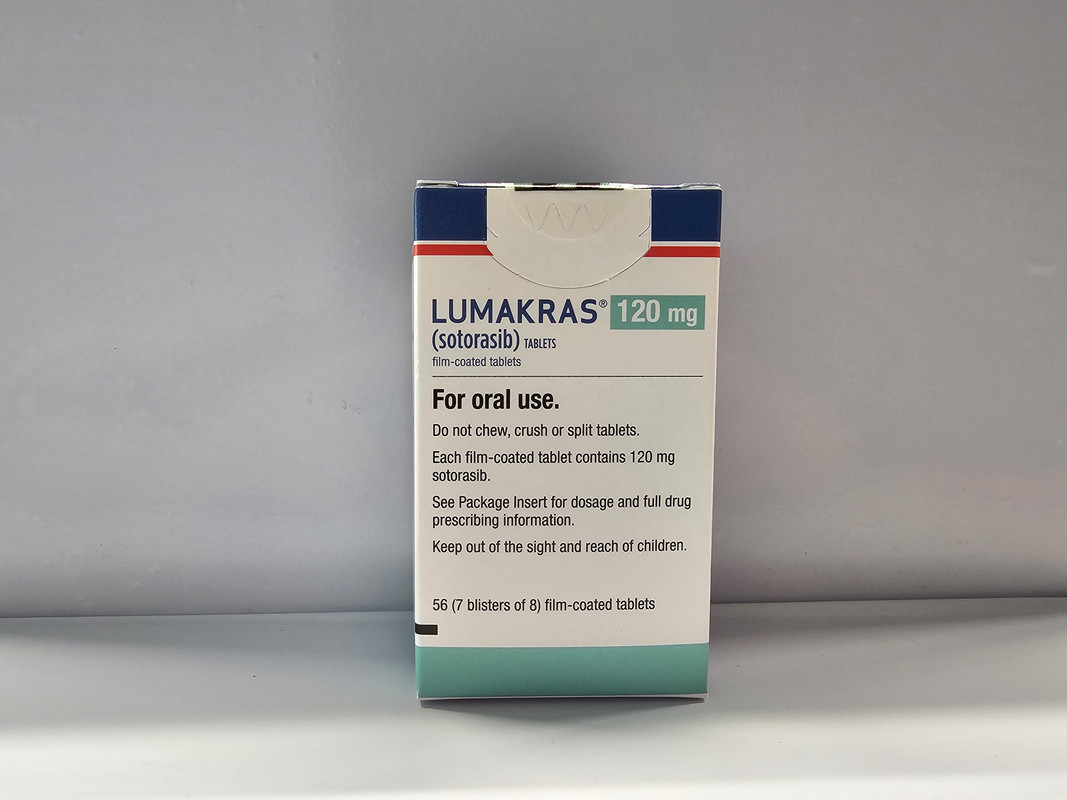 LUMAKRAS® 120 mg
(sotorasib) TABLETS
film-coated tablets
For oral use.
Do not chew, crush or split tablets.
Each film-coated tablet contains 120 mg
sotorasib.
See Package Insert for dosage and full drug
prescribing information.
Keep out of the sight and reach of children.
56 (7 blisters of 8) film-coated tablets